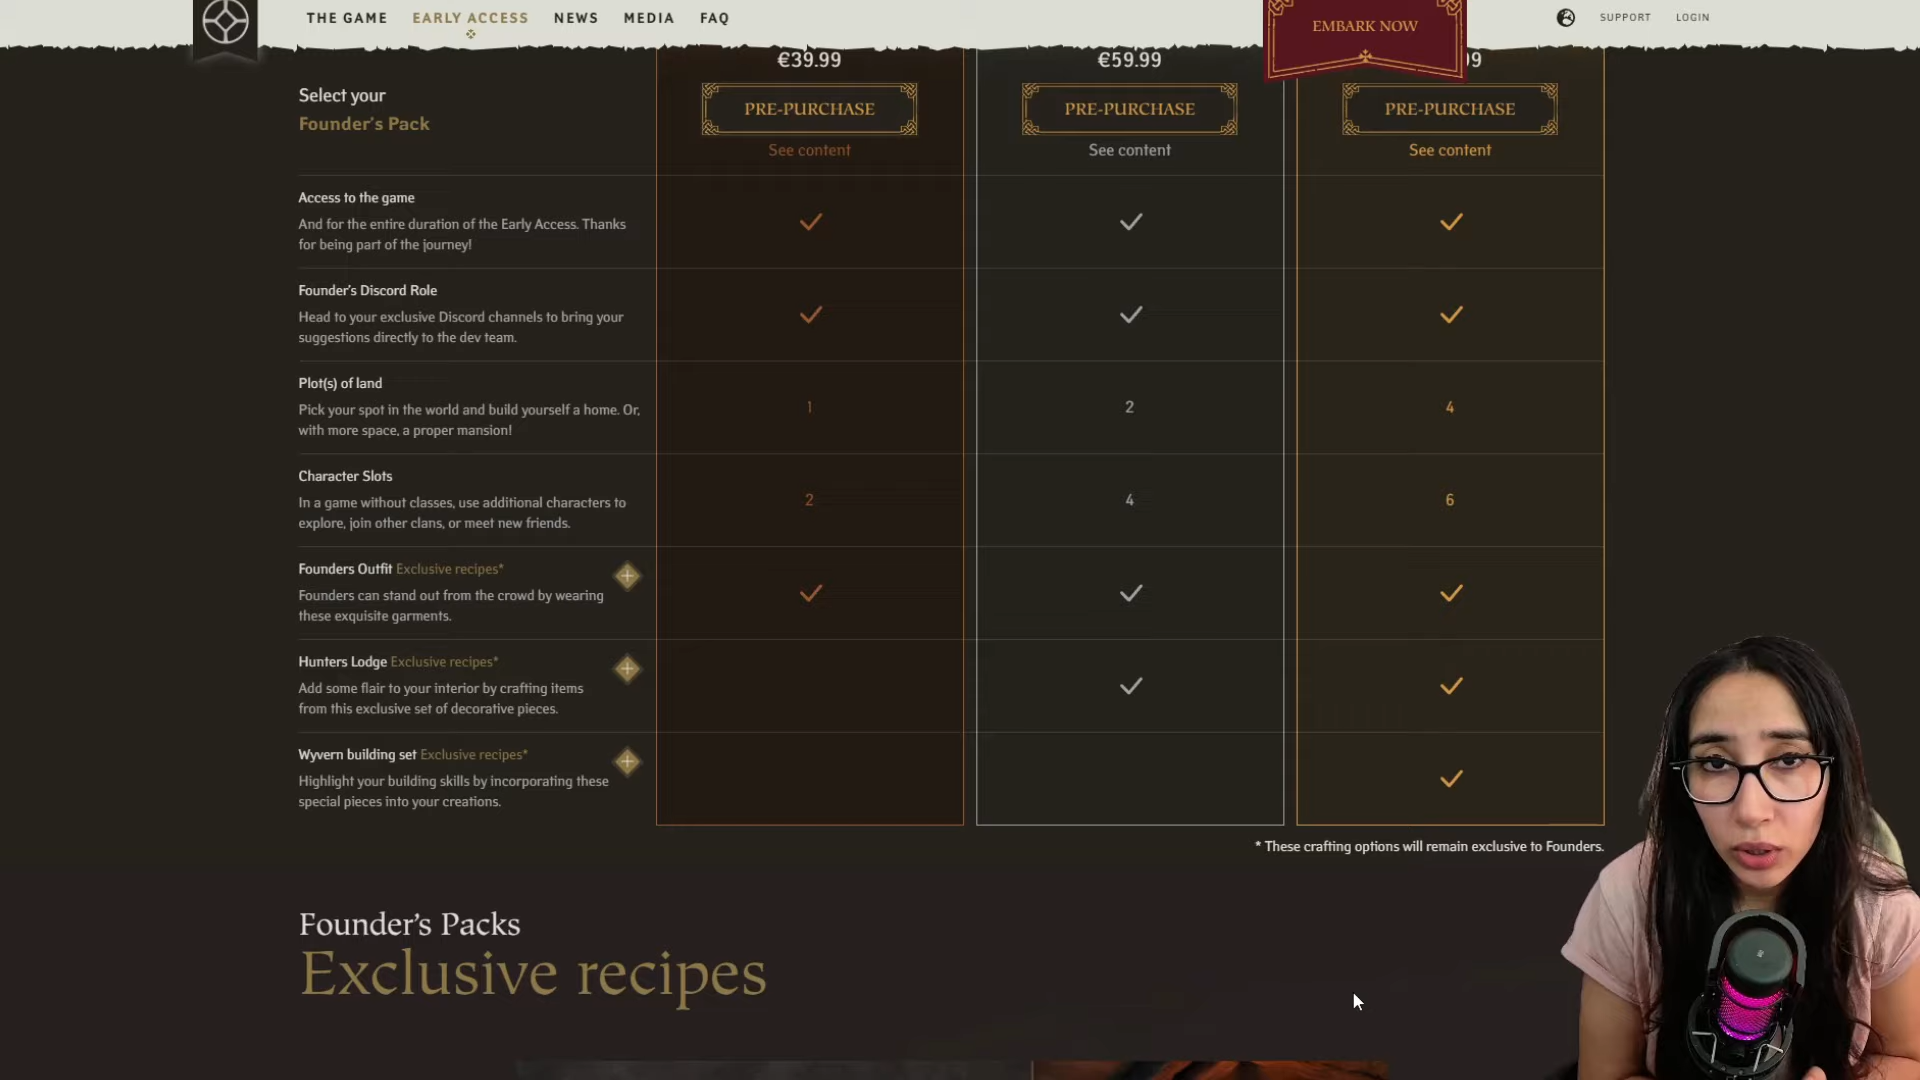 THE GAME EARLY ACCESS NEWS MEDIA FAQ
EMBARK NOW
SUPPORT LOGIN
€39.99 €59.99 99
Select your
Founder's Pack
PRE-PURCHASE PRE-PURCHASE PRE-PURCHASE
See content See content See content
Access to the game
And for the entire duration of the Early Access. Thanks
for being part of the journey!
Founder's Discord Role
Head to your exclusive Discord channels to bring your
suggestions directly to the dev team.
Plot(s) of land
Pick your spot in the world and build yourself a home. Or,
with more space, a proper mansion!
1 2 4
Character Slots
In a game without classes, use additional characters to
explore, join other clans, or meet new friends.
2 4 6
Founders Outfit Exclusive recipes*
Founders can stand out from the crowd by wearing
these exquisite garments.
Hunters Lodge Exclusive recipes*
Add some flair to your interior by crafting items
from this exclusive set of decorative pieces.
Wyvern building set Exclusive recipes*
Highlight your building skills by incorporating these
special pieces into your creations.
* These crafting options will remain exclusive to Founders.
Founder's Packs
Exclusive recipes